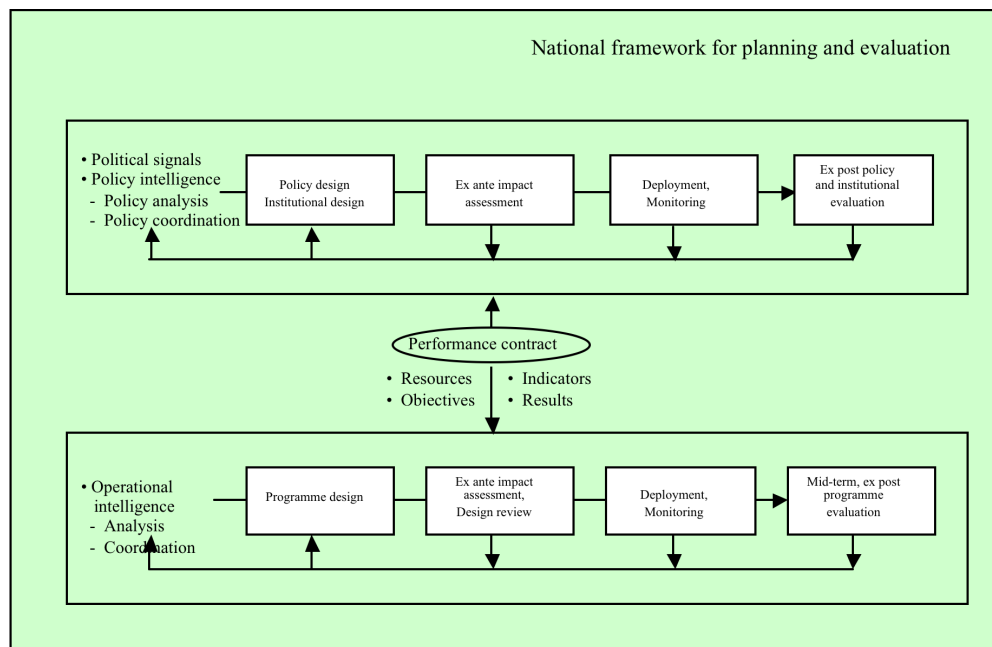 National framework for planning and evaluation
• Political signals
• Policy intelligence
- Policy analysis
- Policy coordination
Policy design
Institutional design
Ex ante impact
assessment
Deployment,
Monitoring
Ex post policy
and institutional
evaluation
Performance contract
• Resources
• Objectives
• Indicators
• Results
• Operational
intelligence
- Analysis
- Coordination
Programme design
Ex ante impact
assessment,
Design review
Deployment,
Monitoring
Mid-term, ex post
programme
evaluation